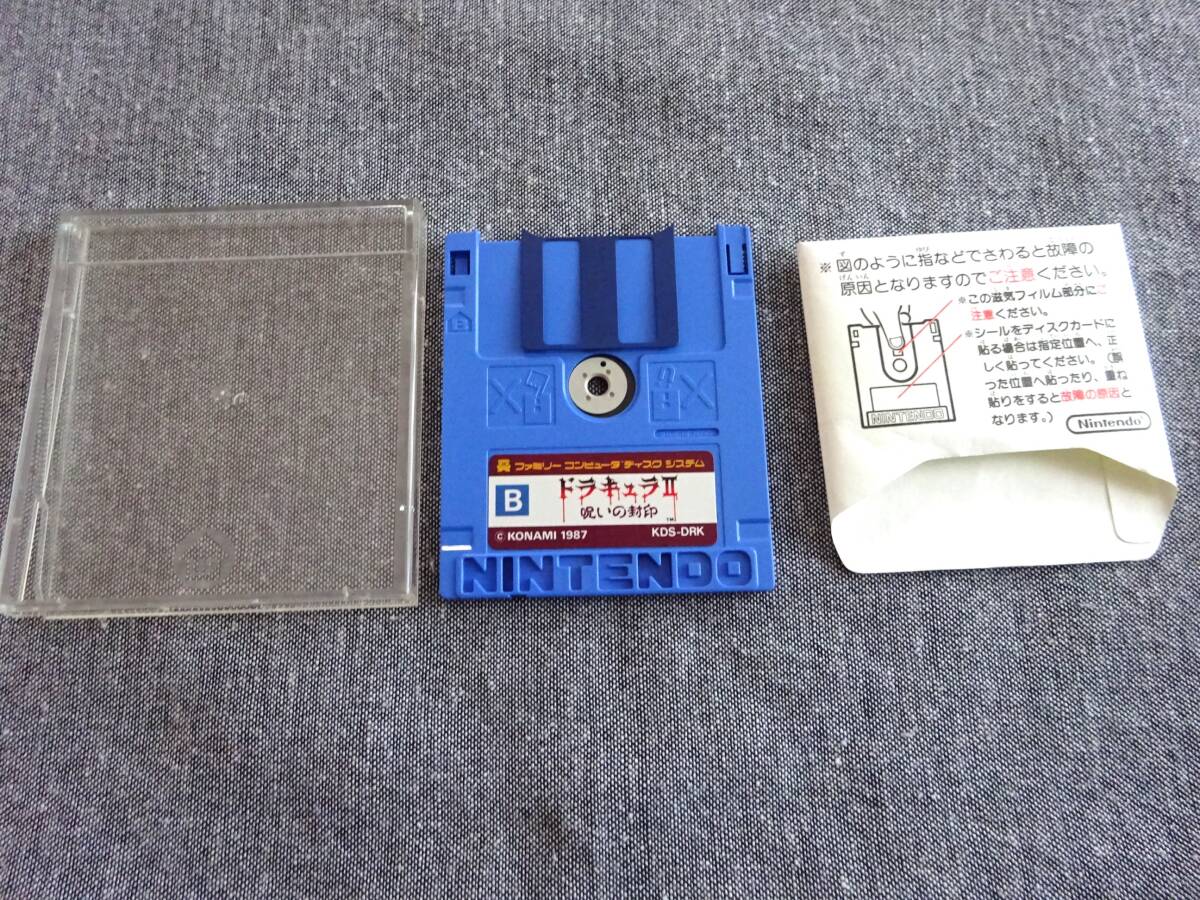 ファミリー コンピュータ ディスク システム
B
ドラキュラII
呪いの封印
TM
© KONAMI 1987
KDS-DRK
NINTENDO
B
※図のように指などでさわると故障の
原因となりますのでご注意ください。
※この磁気フィルム部分にご
注意ください。
※シールをディスクカードに
貼る場合は指定位置へ、正
しく貼ってください。(誤
った位置へ貼ったり、重ね
貼りをすると故障の原因と
なります。)
NINTENDO
Nintendo